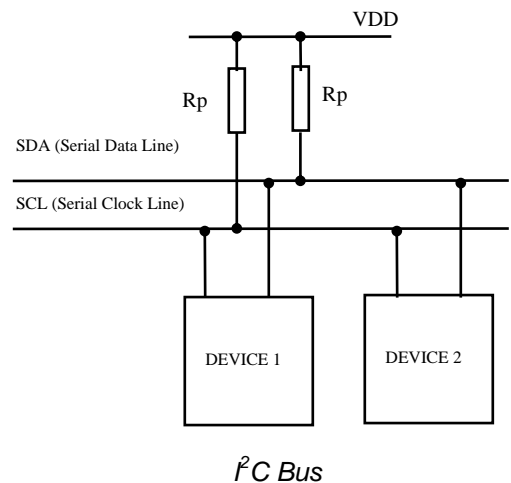 VDD
Rp
Rp
SDA (Serial Data Line)
SCL (Serial Clock Line)
DEVICE 1
DEVICE 2
I²C Bus